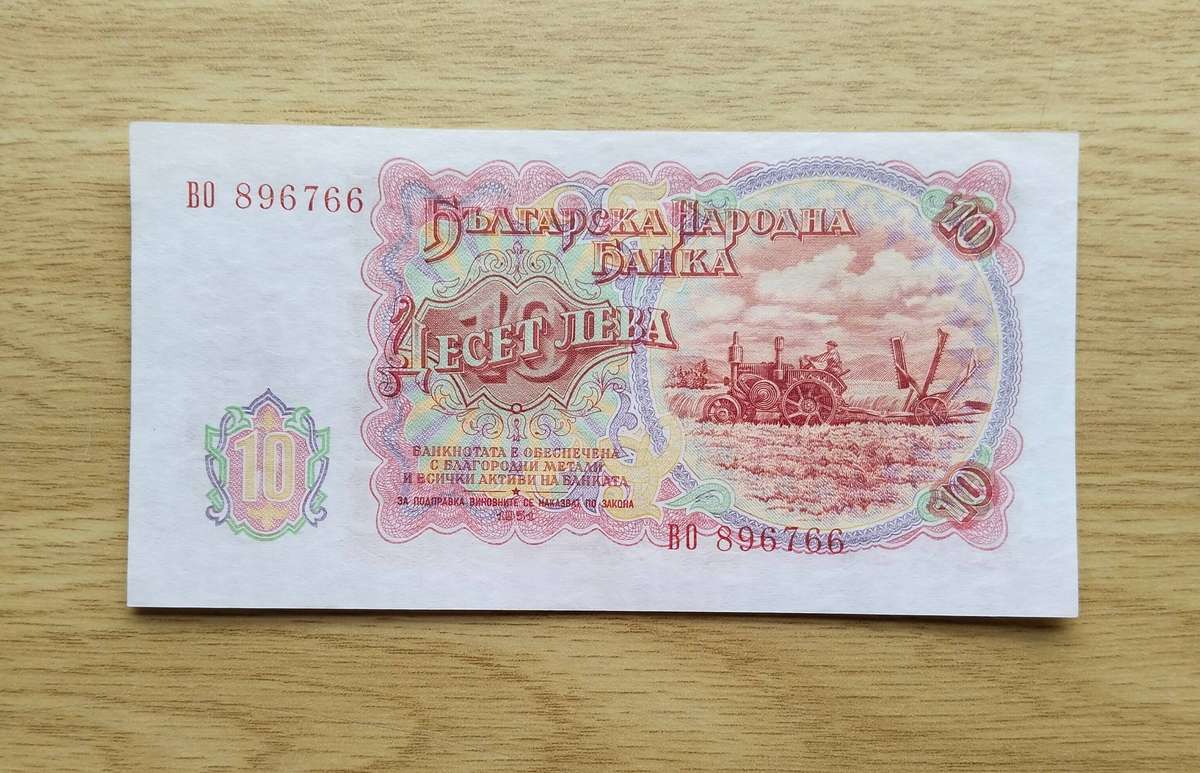 ВО 896766
Българска Народна
Банка
10
Десет лева
10
БАНКНОТАТА Е ОБЕЗПЕЧЕНА
С БЛАГОРОДНИ МЕТАЛИ
И ВСИЧКИ АКТИВИ НА БАНКАТА
ЗА ПОДПРАВКА ВИНОВНИТЕ СЕ НАКАЗВАТ ПО ЗАКОНА
1951
10
10
ВО 896766